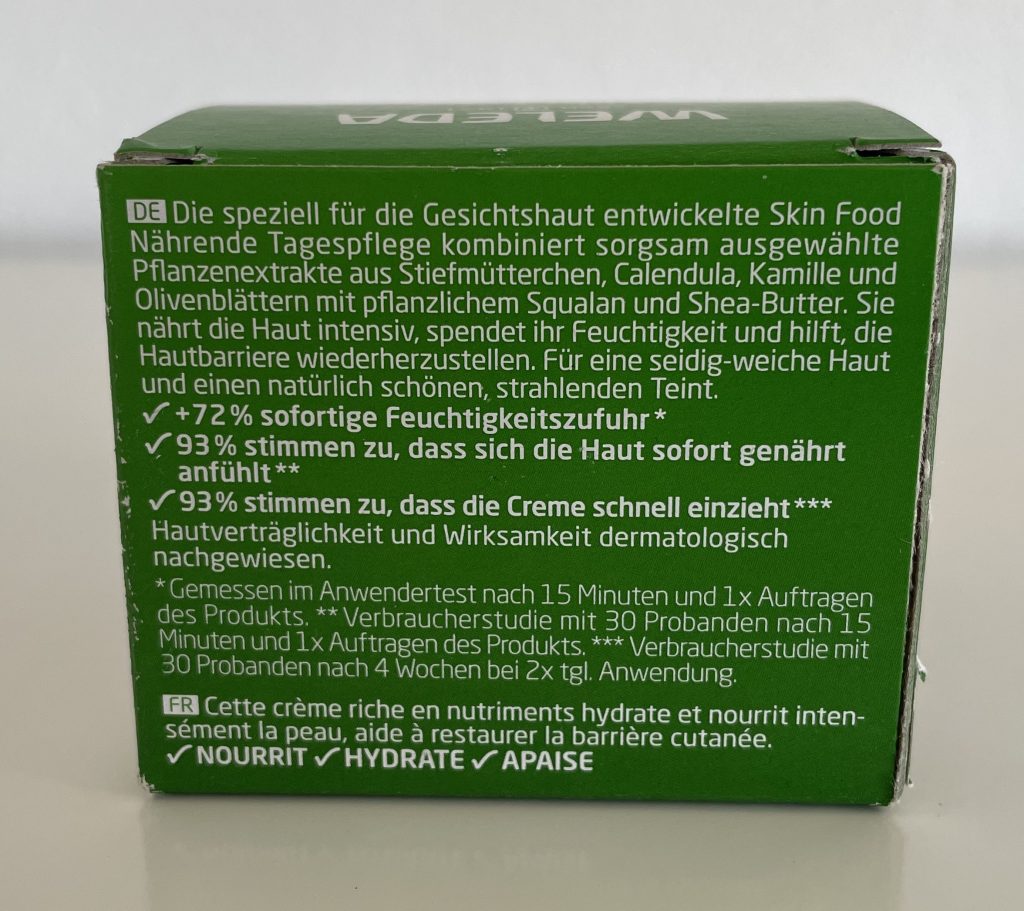 WELEDA
DE Die speziell für die Gesichtshaut entwickelte Skin Food
Nährende Tagespflege kombiniert sorgsam ausgewählte
Pflanzenextrakte aus Stiefmütterchen, Calendula, Kamille und
Olivenblättern mit pflanzlichem Squalan und Shea-Butter. Sie
nährt die Haut intensiv, spendet ihr Feuchtigkeit und hilft, die
Hautbarriere wiederherzustellen. Für eine seidig-weiche Haut
und einen natürlich schönen, strahlenden Teint.
✓ +72% sofortige Feuchtigkeitszufuhr*
✓ 93% stimmen zu, dass sich die Haut sofort genährt
anfühlt**
✓ 93% stimmen zu, dass die Creme schnell einzieht***
Hautverträglichkeit und Wirksamkeit dermatologisch
nachgewiesen.
*Gemessen im Anwendertest nach 15 Minuten und 1x Auftragen
des Produkts. **Verbraucherstudie mit 30 Probanden nach 15
Minuten und 1x Auftragen des Produkts. ***Verbraucherstudie mit
30 Probanden nach 4 Wochen bei 2x tgl. Anwendung.
FR Cette crème riche en nutriments hydrate et nourrit inten-
sément la peau, aide à restaurer la barrière cutanée.
✓ NOURRIT ✓ HYDRATE ✓ APAISE